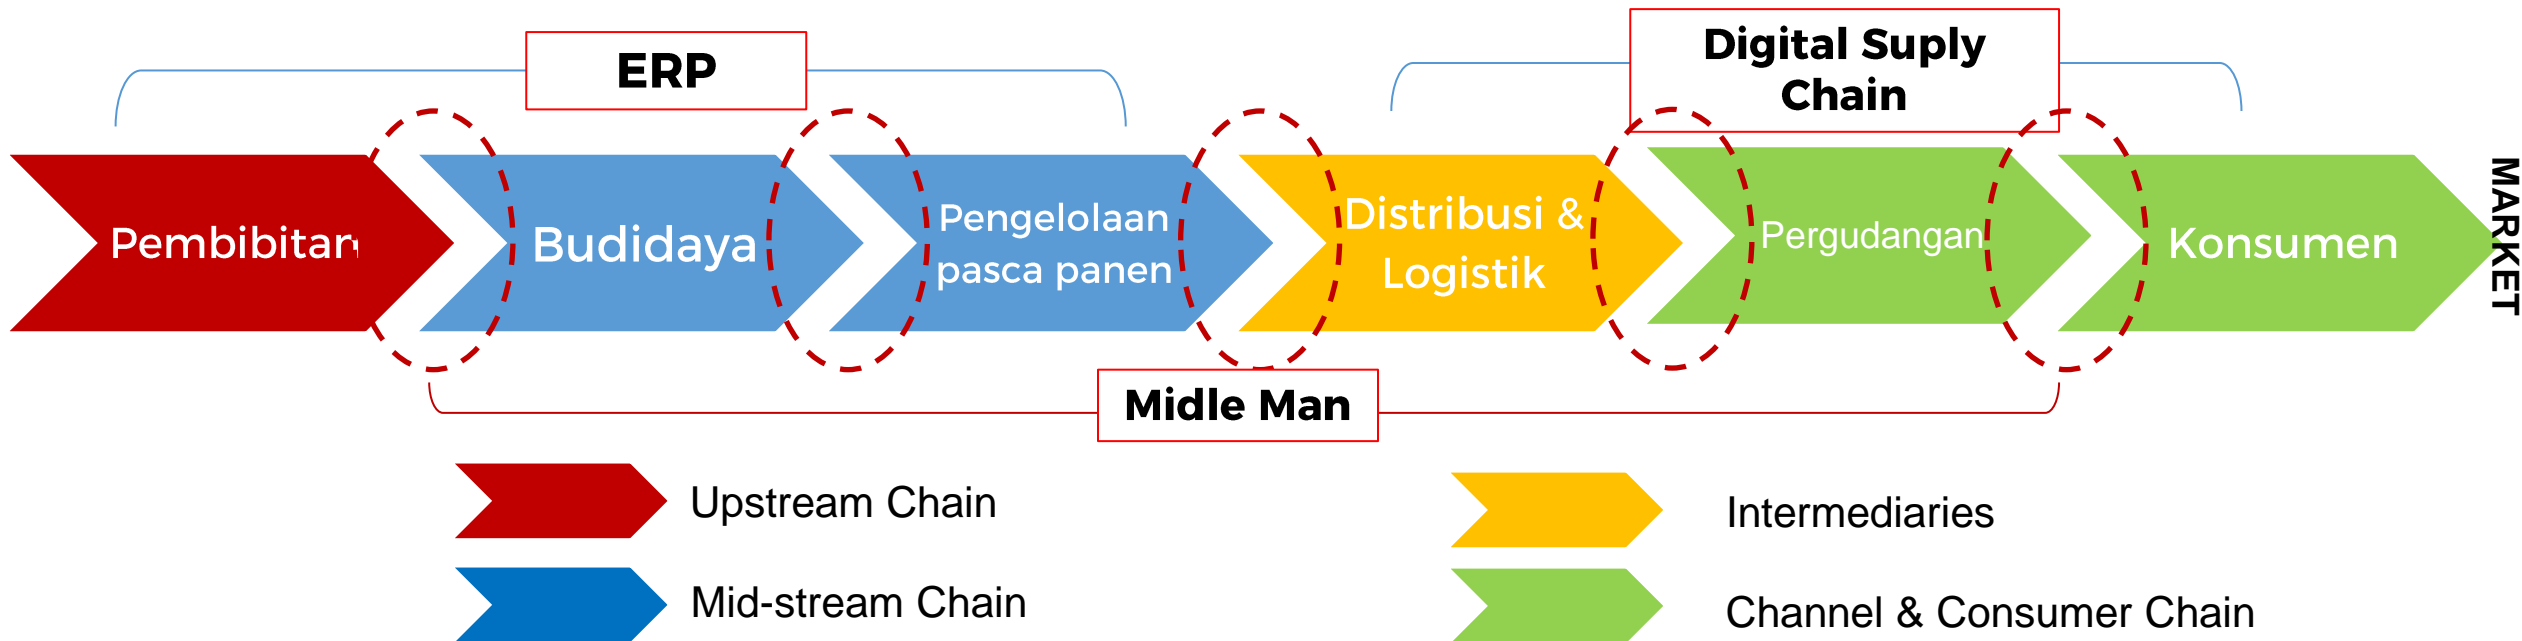 ERP
Digital Suply
Chain
Pembibitan
Budidaya
Pengelolaan
pasca panen
Distribusi &
Logistik
Pergudangan
Konsumen
MARKET
Midle Man
Upstream Chain
Intermediaries
Mid-stream Chain
Channel & Consumer Chain